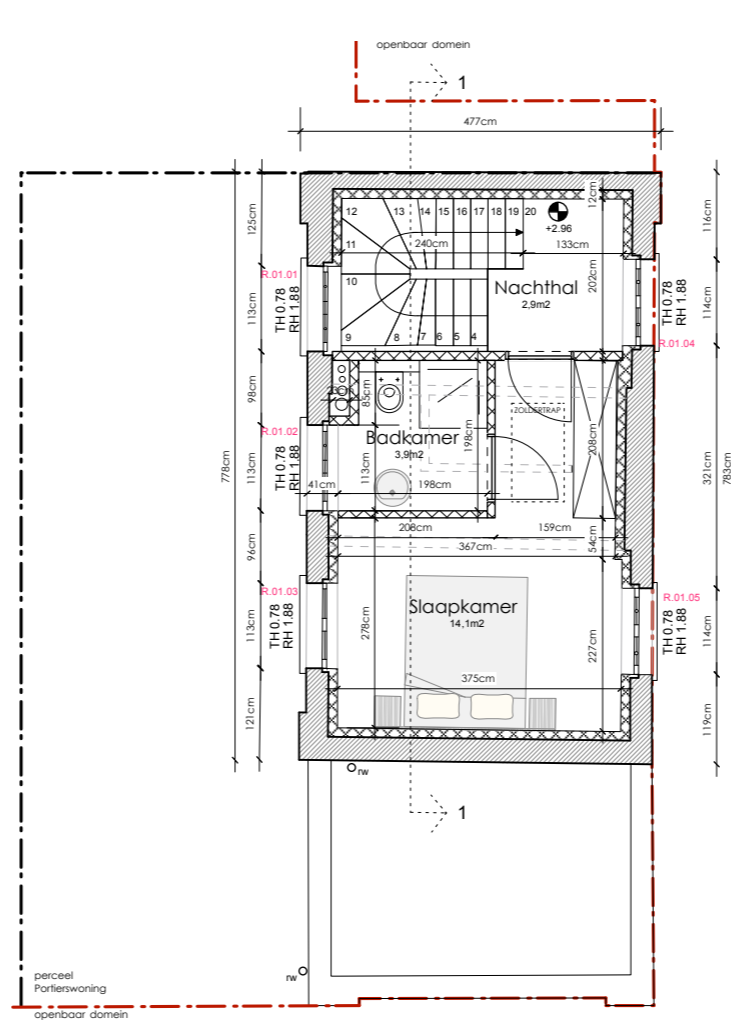 openbaar domein
1
477cm
12
13
14
15
16
17
18
19
20
12cm
+2.96
125cm
116cm
11
240cm
133cm
R.01.01
TH 0.78
RH 1.88
10
Nachthal
2,9m2
202cm
113cm
TH 0.78
RH 1.88
114cm
9
8
7
6
5
4
R.01.04
98cm
85cm
ZOLDERTRAP
R.01.02
TH 0.78
RH 1.88
Badkamer
3,9m2
198cm
208cm
778cm
113cm
113cm
321cm
783cm
41cm
198cm
208cm
159cm
96cm
367cm
54cm
R.01.03
TH 0.78
RH 1.88
Slaapkamer
14,1m2
R.01.05
TH 0.78
RH 1.88
113cm
278cm
227cm
114cm
375cm
121cm
119cm
rw
1
rw
perceel
Portierswoning
openbaar domein